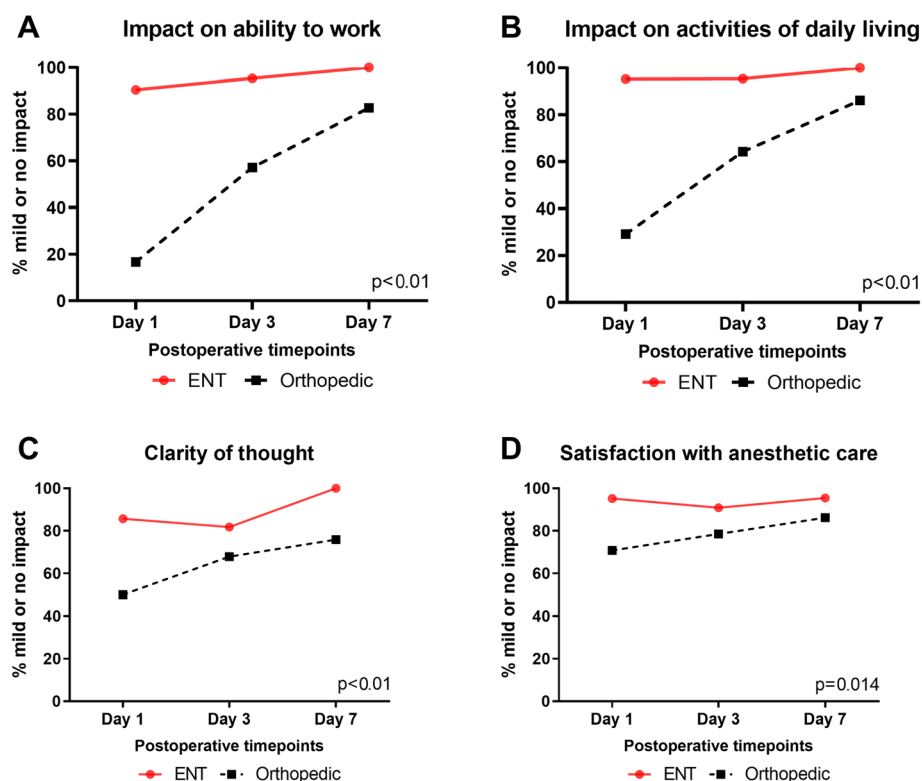 A
Impact on ability to work
% mild or no impact
100
80
60
40
20
0
p<0.01
Day 1 Day 3 Day 7
Postoperative timepoints
ENT Orthopedic
B
Impact on activities of daily living
% mild or no impact
100
80
60
40
20
0
p<0.01
Day 1 Day 3 Day 7
Postoperative timepoints
ENT Orthopedic
C
Clarity of thought
% mild or no impact
100
80
60
40
20
0
p<0.01
Day 1 Day 3 Day 7
Postoperative timepoints
ENT Orthopedic
D
Satisfaction with anesthetic care
% mild or no impact
100
80
60
40
20
0
p=0.014
Day 1 Day 3 Day 7
Postoperative timepoints
ENT Orthopedic